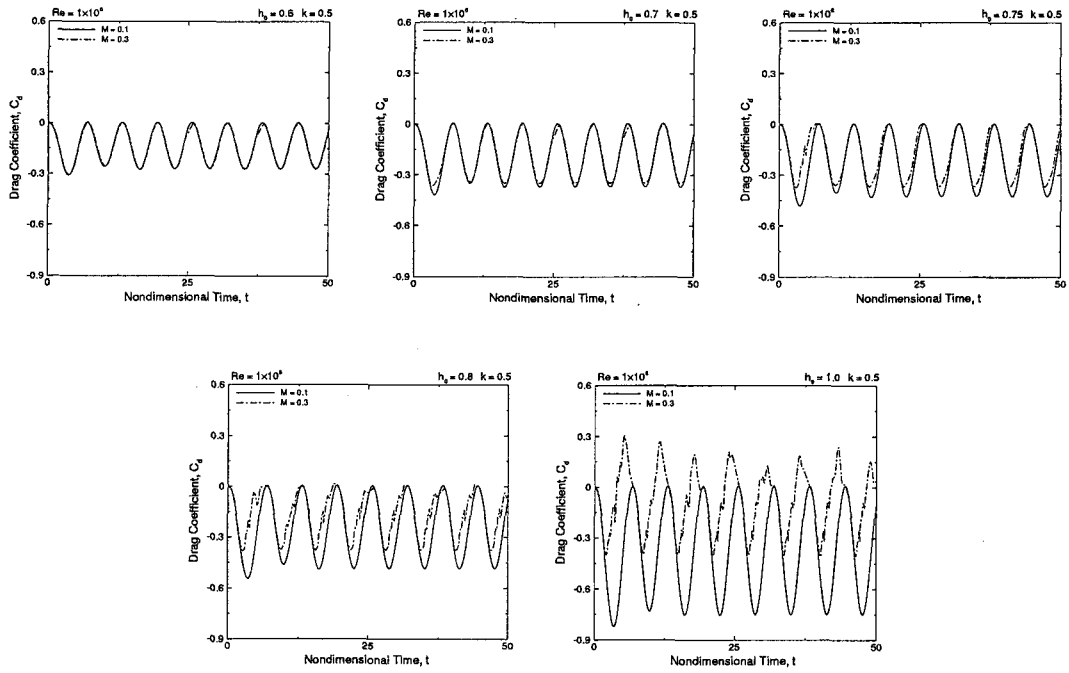 Re = 1×10⁶ h₀ = 0.6 k = 0.5
M = 0.1
M = 0.3
0.6
0.3
0
-0.3
-0.6
-0.9
Drag Coefficient, C_d
0 25 50
Nondimensional Time, t
Re = 1×10⁶ h₀ = 0.7 k = 0.5
M = 0.1
M = 0.3
0.6
0.3
0
-0.3
-0.6
-0.9
Drag Coefficient, C_d
0 25 50
Nondimensional Time, t
Re = 1×10⁶ h₀ = 0.75 k = 0.5
M = 0.1
M = 0.3
0.6
0.3
0
-0.3
-0.6
-0.9
Drag Coefficient, C_d
0 25 50
Nondimensional Time, t
Re = 1×10⁶ h₀ = 0.8 k = 0.5
M = 0.1
M = 0.3
0.6
0.3
0
-0.3
-0.6
-0.9
Drag Coefficient, C_d
0 25 50
Nondimensional Time, t
Re = 1×10⁶ h₀ = 1.0 k = 0.5
M = 0.1
M = 0.3
0.6
0.3
0
-0.3
-0.6
-0.9
Drag Coefficient, C_d
0 25 50
Nondimensional Time, t